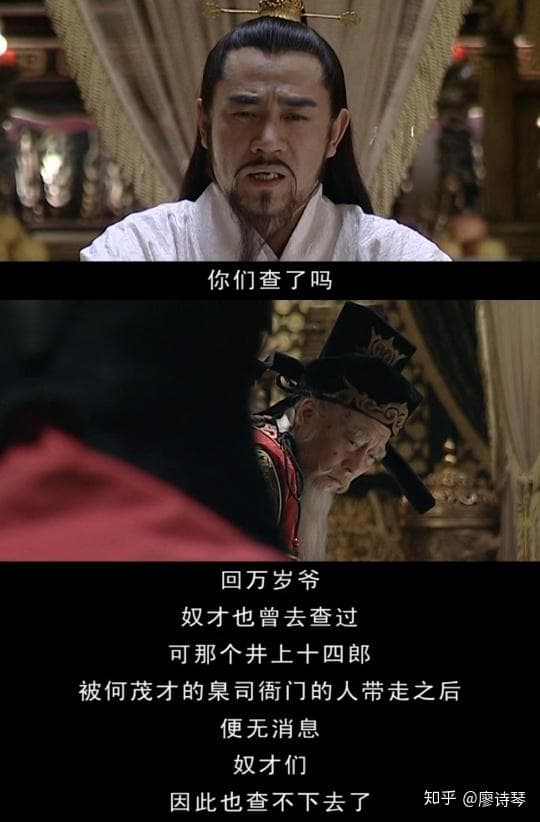 你们查了吗
回万岁爷
奴才也曾去查过
可那个井上十四郎
被何茂才的臬司衙门的人带走之后
便无消息
奴才们
因此也查不下去了
知乎 @廖诗琴